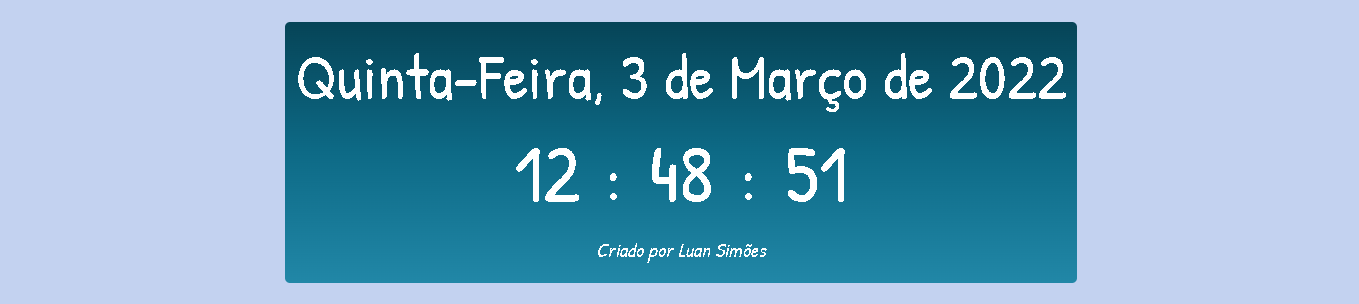 Quinta-Feira, 3 de Março de 2022
12 : 48 : 51
Criado por Luan Simões